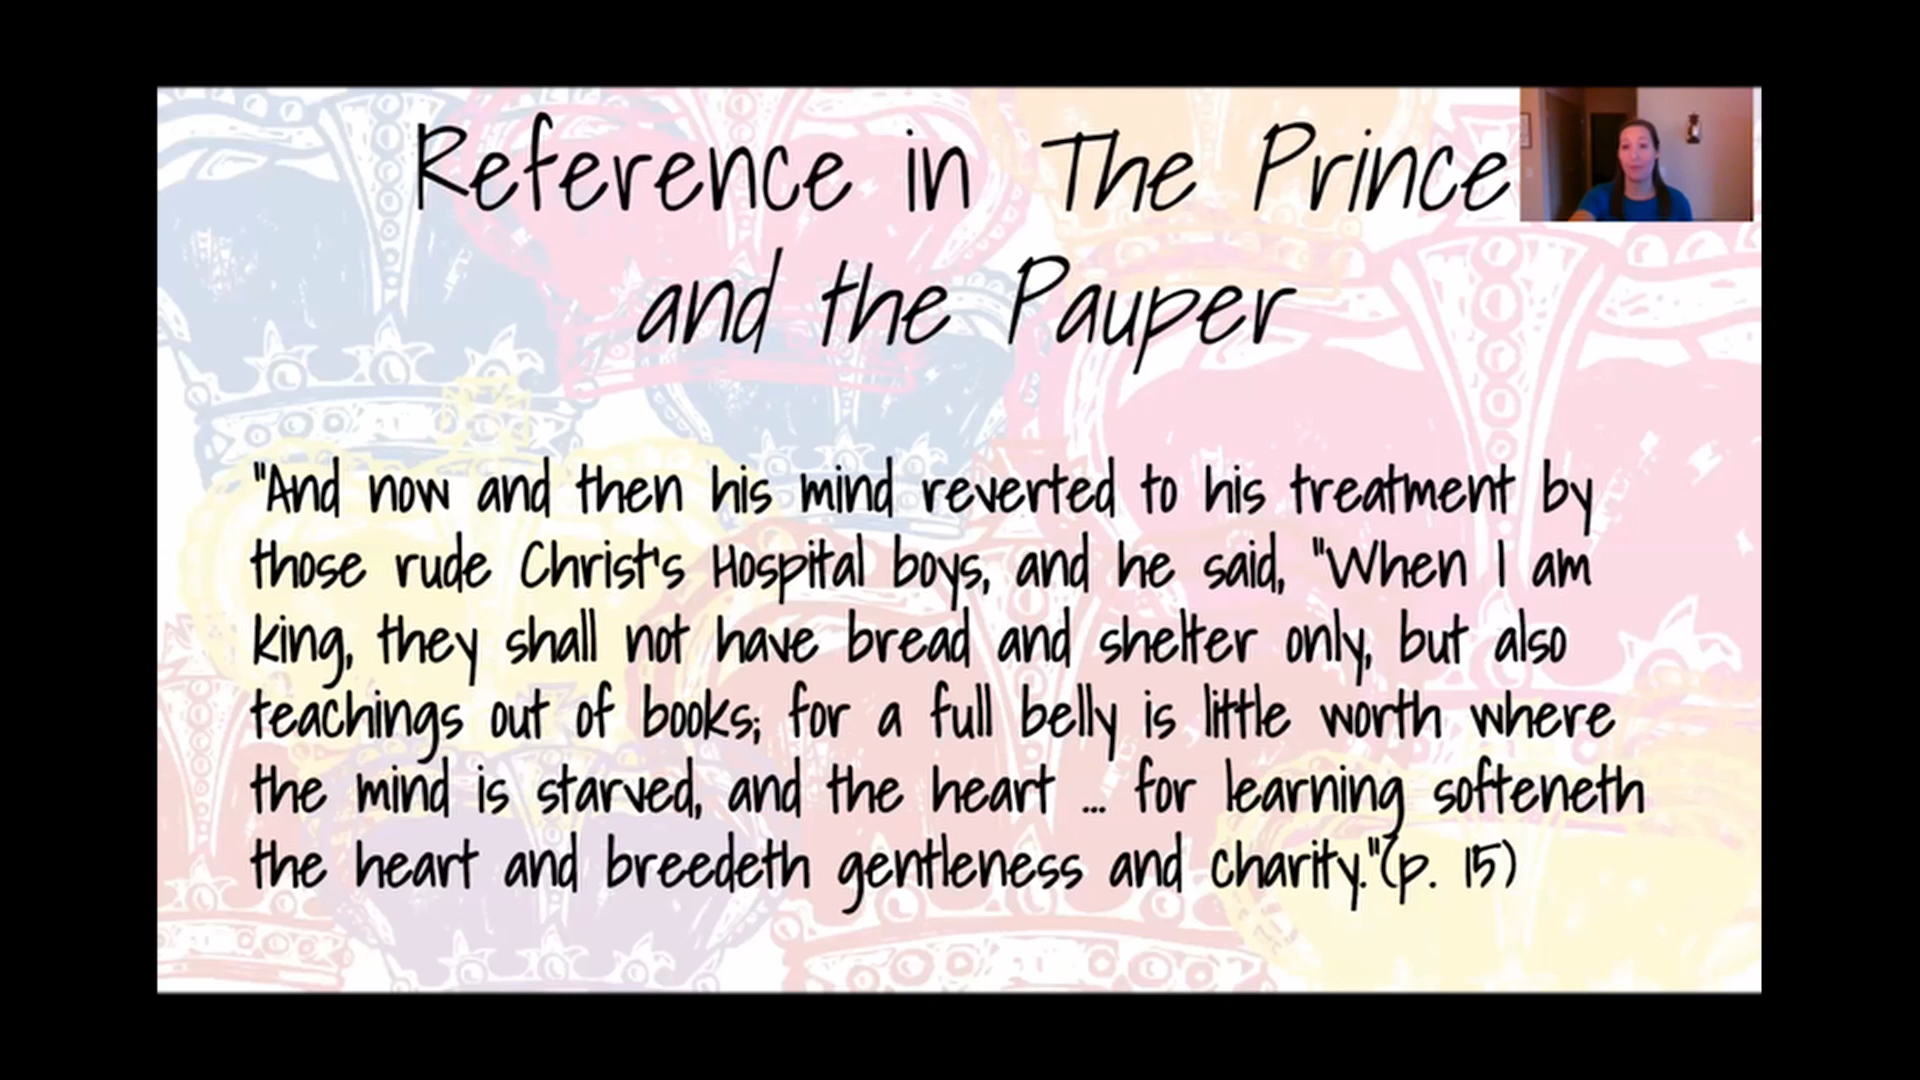 Reference in The Prince
and the Pauper
"And now and then his mind reverted to his treatment by
those rude Christ's Hospital boys, and he said, "When I am
king, they shall not have bread and shelter only, but also
teachings out of books; for a full belly is little worth where
the mind is starved, and the heart ... for learning softeneth
the heart and breedeth gentleness and charity."(p. 15)